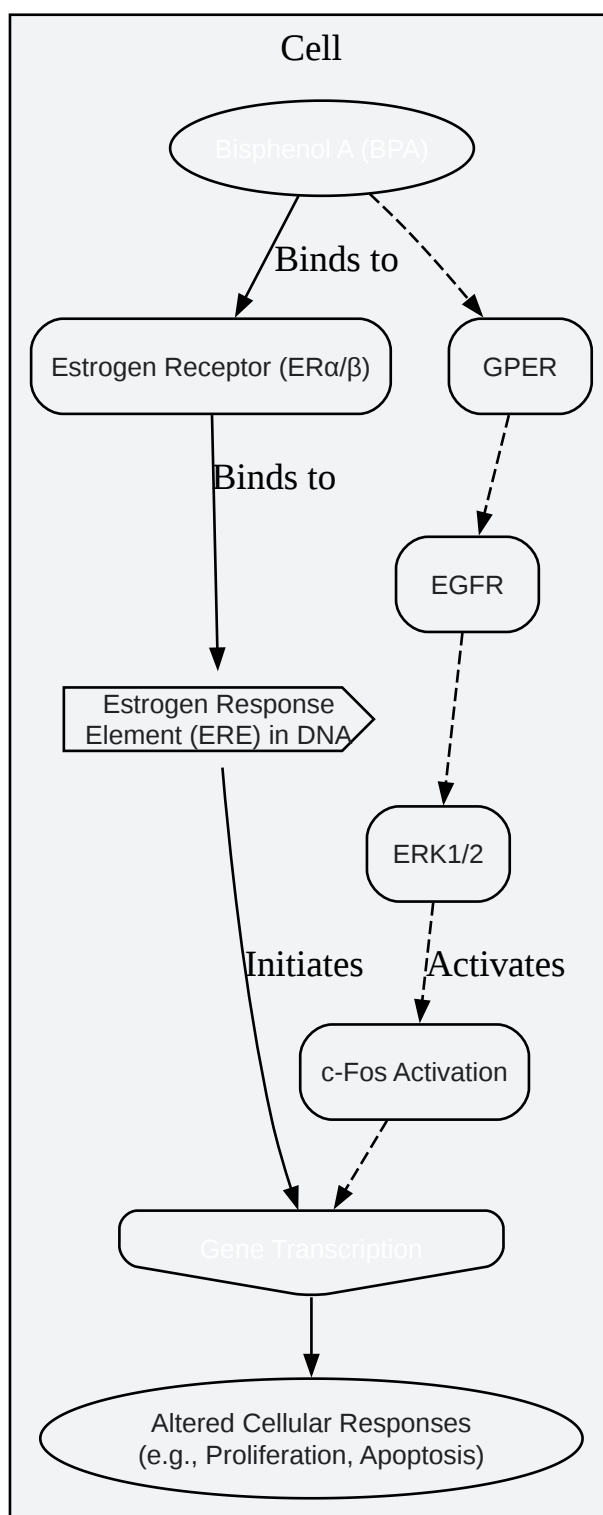 Cell
Bisphenol A (BPA)
Binds to
Estrogen Receptor (ERα/β)
GPER
Binds to
EGFR
Estrogen Response
Element (ERE) in DNA
ERK1/2
Initiates
Activates
c-Fos Activation
Gene Transcription
Altered Cellular Responses
(e.g., Proliferation, Apoptosis)